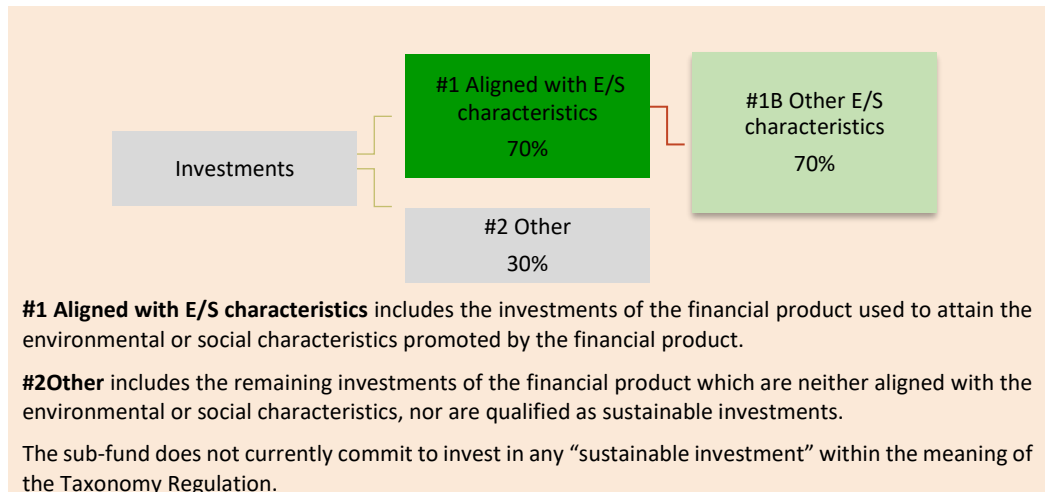 #1 Aligned with E/S
characteristics
70%
#1B Other E/S
characteristics
70%
Investments
#2 Other
30%
#1 Aligned with E/S characteristics includes the investments of the financial product used to attain the
environmental or social characteristics promoted by the financial product.
#2Other includes the remaining investments of the financial product which are neither aligned with the
environmental or social characteristics, nor are qualified as sustainable investments.
The sub-fund does not currently commit to invest in any “sustainable investment” within the meaning of
the Taxonomy Regulation.